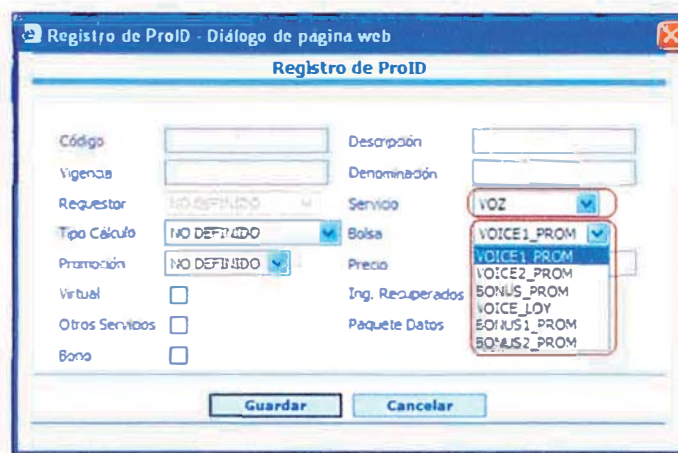 Registro de ProID - Diálogo de página web
Registro de ProID
Código Descripción
Vigencia Denominación
Requestor NO DEFINIDO Servicio VOZ
Tipo Cálculo NO DEFINIDO Bolsa VOICE1_PROM
Promoción NO DEFINIDO Precio VOICE1_PROM
VOICE2_PROM
Virtual Ing. Recuperados BONUS_PROM
VOICE_LOY
Otros Servicios Paquete Datos BONUS1_PROM
BONUS2_PROM
Bono
Guardar Cancelar